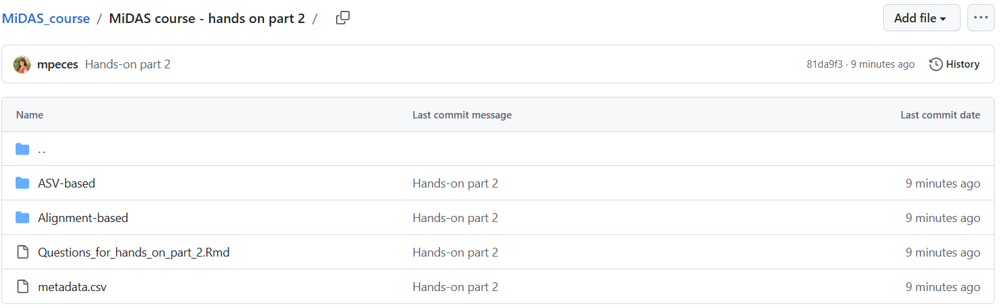 MiDAS_course / MiDAS course - hands on part 2 / Add file ...
mpeces Hands-on part 2 81da9f3 · 9 minutes ago History
Name Last commit message Last commit date
..
ASV-based Hands-on part 2 9 minutes ago
Alignment-based Hands-on part 2 9 minutes ago
Questions_for_hands_on_part_2.Rmd Hands-on part 2 9 minutes ago
metadata.csv Hands-on part 2 9 minutes ago